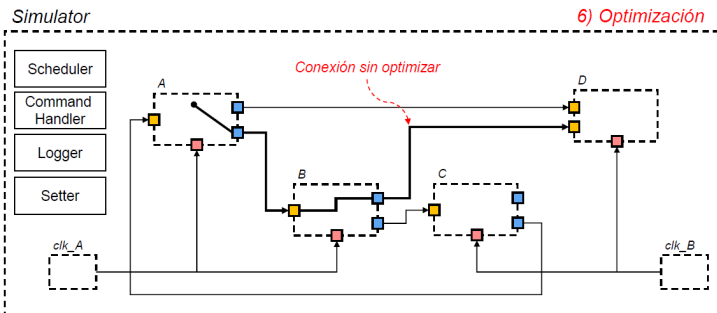 Simulator
6) Optimización
Scheduler
Command
Handler
Logger
Setter
A
Conexión sin optimizar
D
B
C
clk_A
clk_B